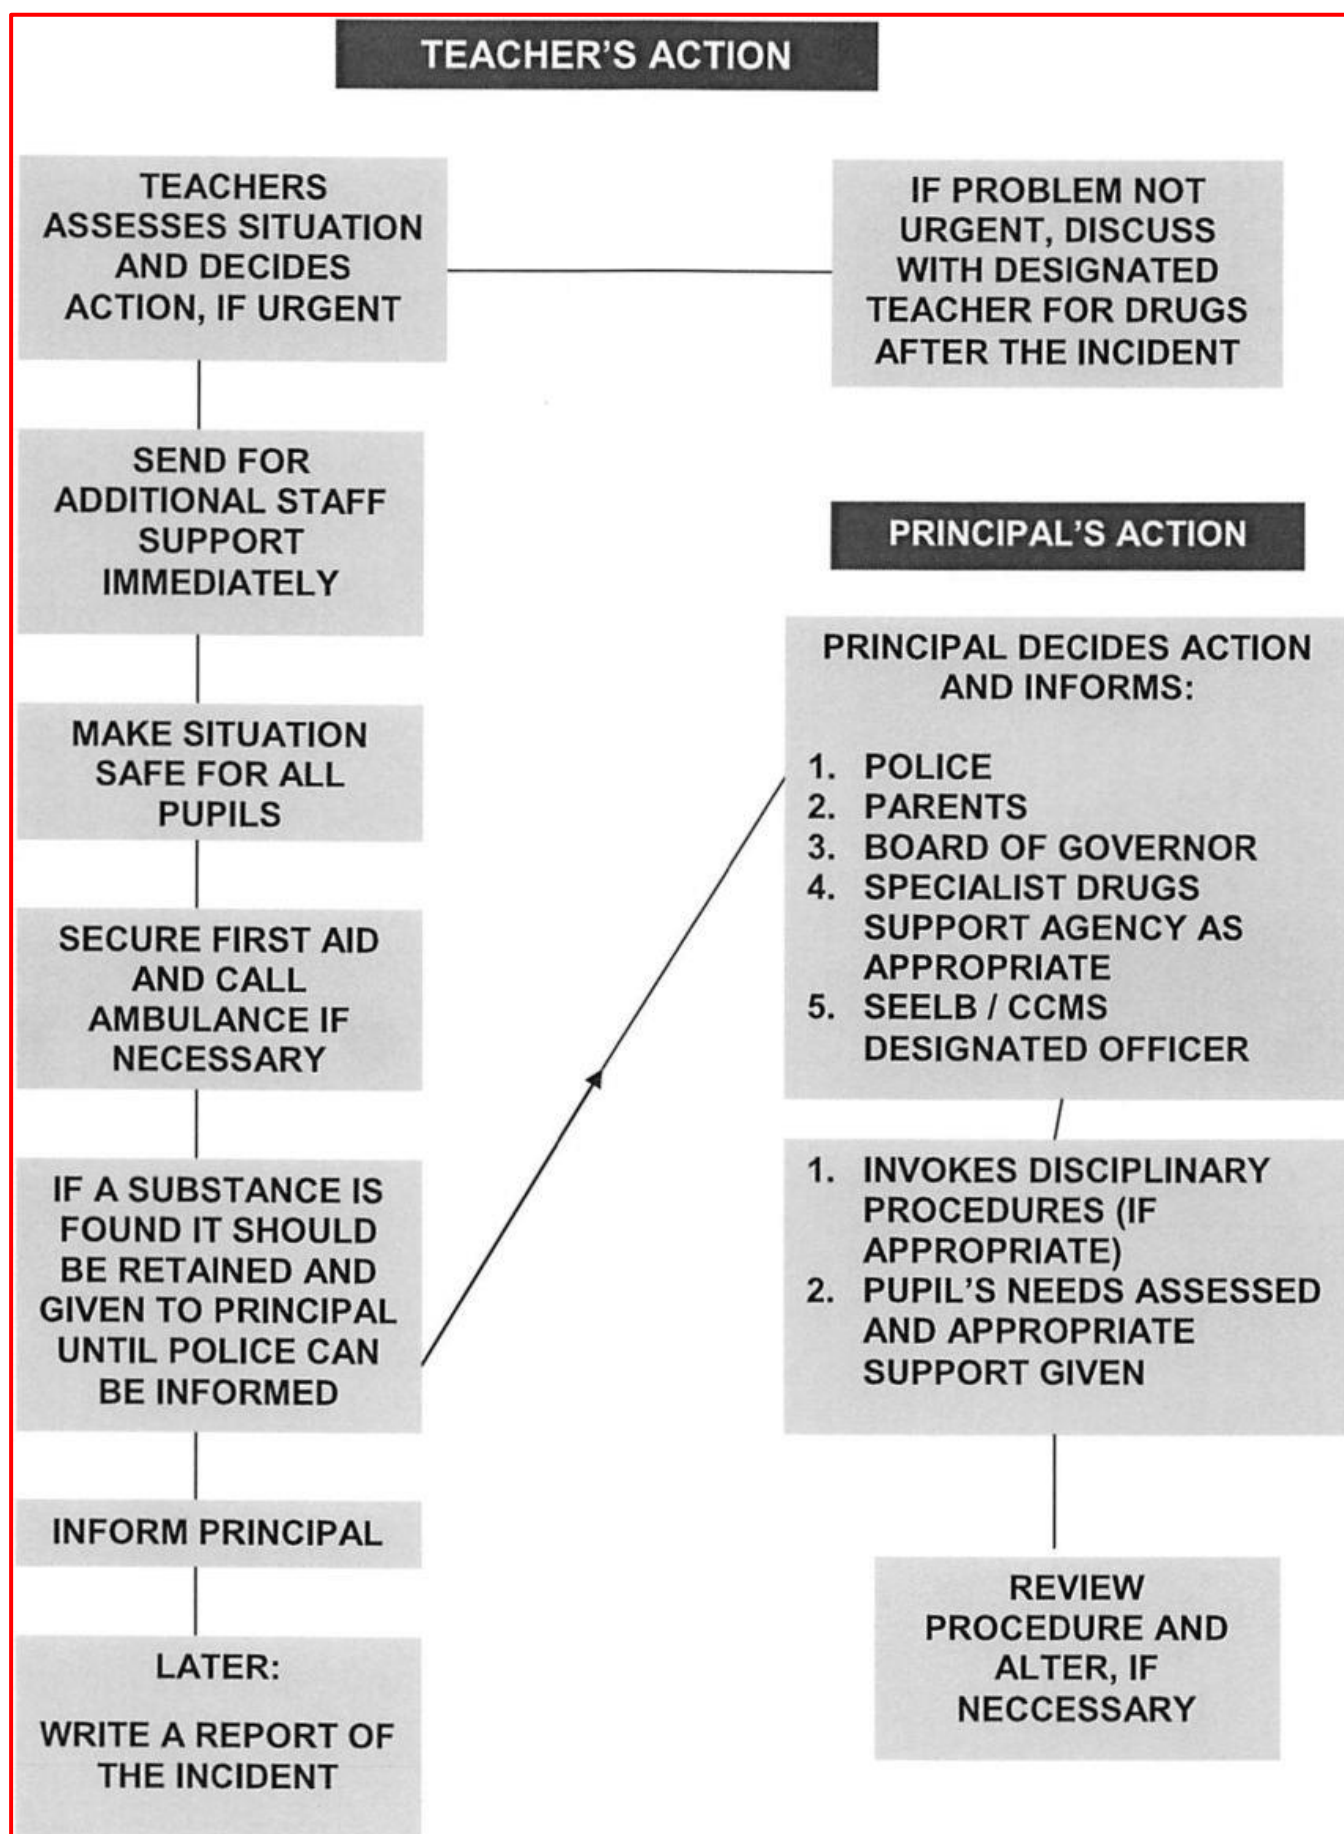 TEACHER'S ACTION
TEACHERS
ASSESSES SITUATION
AND DECIDES
ACTION, IF URGENT
IF PROBLEM NOT
URGENT, DISCUSS
WITH DESIGNATED
TEACHER FOR DRUGS
AFTER THE INCIDENT
SEND FOR
ADDITIONAL STAFF
SUPPORT
IMMEDIATELY
MAKE SITUATION
SAFE FOR ALL
PUPILS
SECURE FIRST AID
AND CALL
AMBULANCE IF
NECESSARY
IF A SUBSTANCE IS
FOUND IT SHOULD
BE RETAINED AND
GIVEN TO PRINCIPAL
UNTIL POLICE CAN
BE INFORMED
INFORM PRINCIPAL
LATER:
WRITE A REPORT OF
THE INCIDENT
PRINCIPAL'S ACTION
PRINCIPAL DECIDES ACTION
AND INFORMS:
1. POLICE
2. PARENTS
3. BOARD OF GOVERNOR
4. SPECIALIST DRUGS
SUPPORT AGENCY AS
APPROPRIATE
5. SEELB / CCMS
DESIGNATED OFFICER
1. INVOKES DISCIPLINARY
PROCEDURES (IF
APPROPRIATE)
2. PUPIL'S NEEDS ASSESSED
AND APPROPRIATE
SUPPORT GIVEN
REVIEW
PROCEDURE AND
ALTER, IF
NECCESSARY